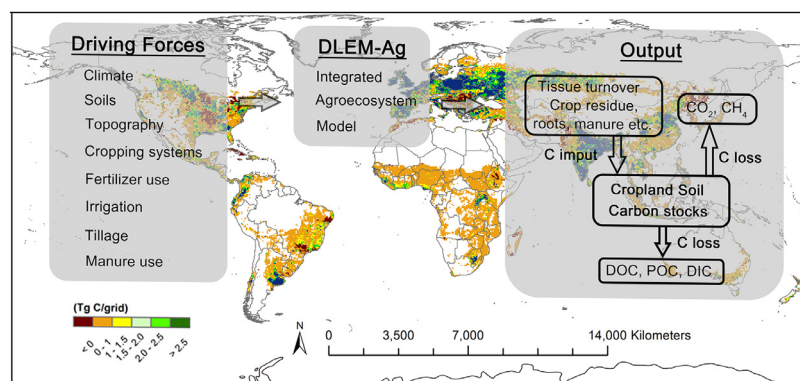 Driving Forces
Climate
Soils
Topography
Cropping systems
Fertilizer use
Irrigation
Tillage
Manure use
DLEM-Ag
Integrated
Agroecosystem
Model
Output
Tissue turnover
Crop residue,
roots, manure etc.
CO2, CH4
C imput
C loss
Cropland Soil
Carbon stocks
C loss
DOC, POC, DIC
(Tg C/grid)
< 0
0 - 1
1 - 1.5
1.5 - 2.0
2.0 - 2.5
> 2.5
N
0 3,500 7,000 14,000 Kilometers